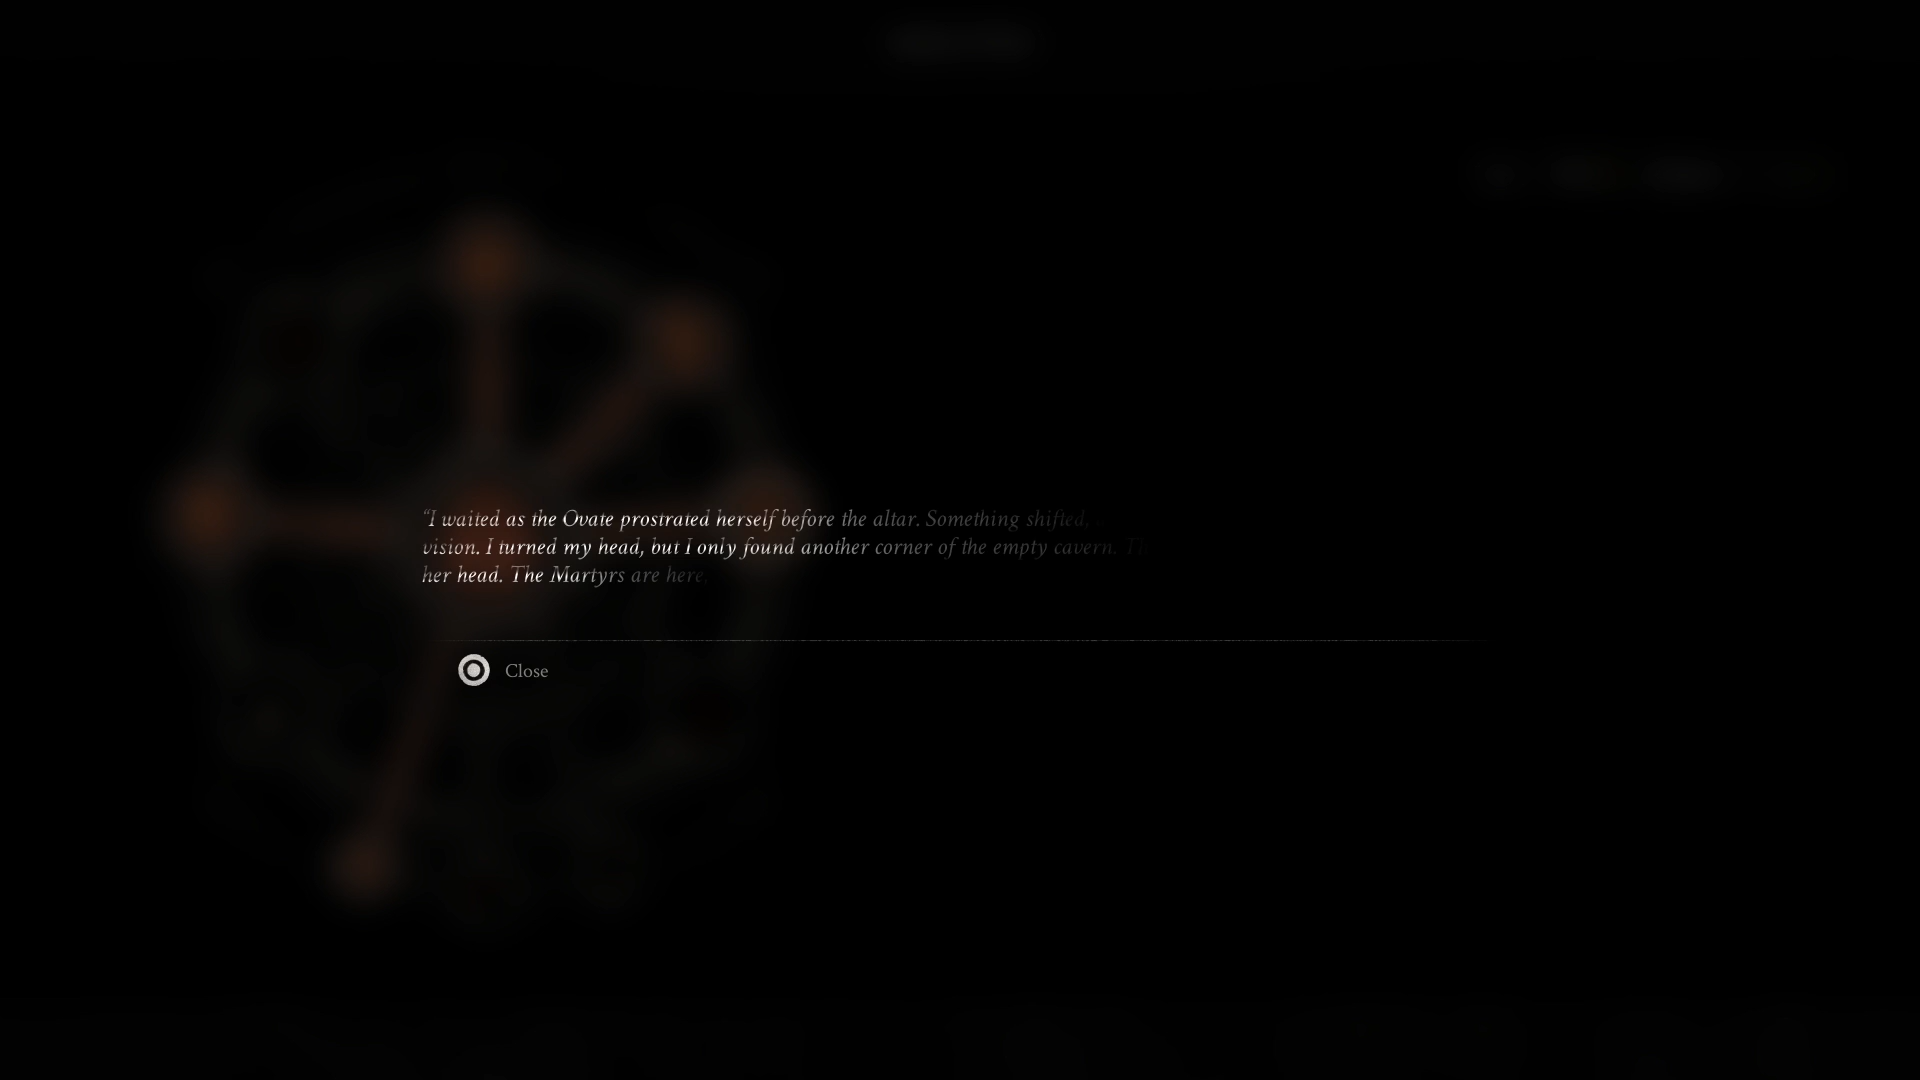 “I waited as the Ovate prostrated herself before the altar. Something shifted,
vision. I turned my head, but I only found another corner of the empty cavern.
her head. The Martyrs are here.
Close